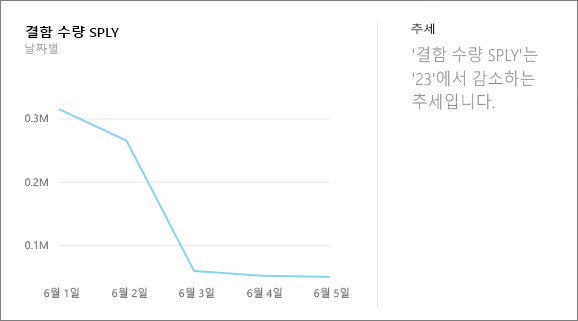 결함 수량 SPLY
날짜별
0.3M
0.2M
0.1M
6월 1일 6월 2일 6월 3일 6월 4일 6월 5일
추세
'결함 수량 SPLY'는
'23'에서 감소하는
추세입니다.